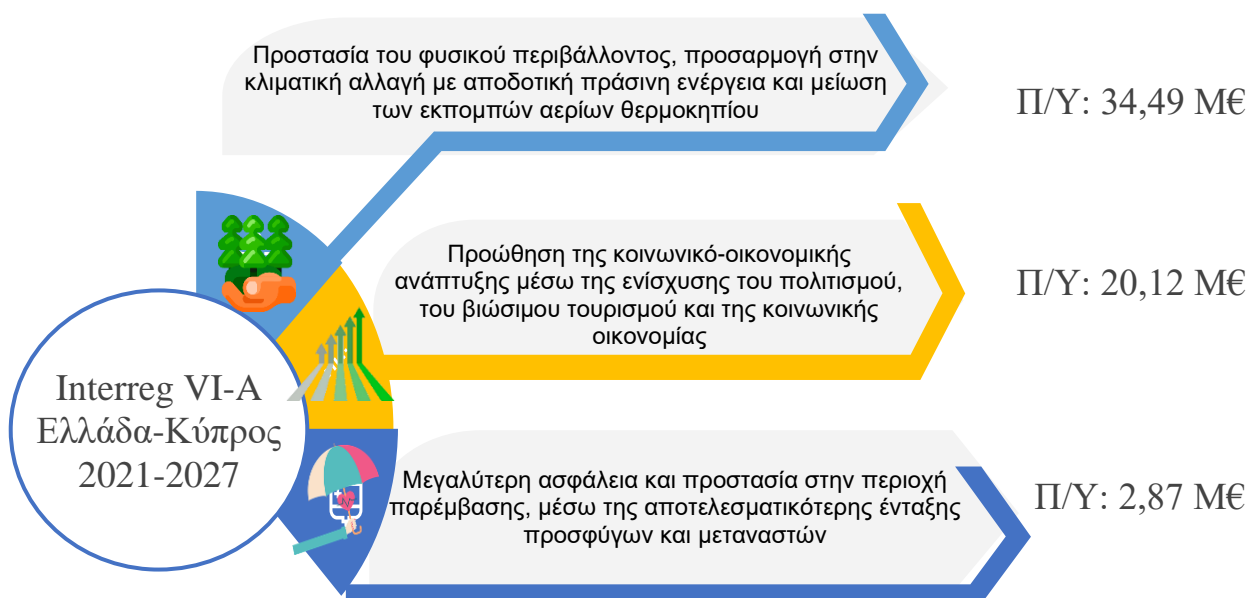 Προστασία του φυσικού περιβάλλοντος, προσαρμογή στην
κλιματική αλλαγή με αποδοτική πράσινη ενέργεια και μείωση
των εκπομπών αερίων θερμοκηπίου
Π/Υ: 34,49 Μ€
Προώθηση της κοινωνικό-οικονομικής
ανάπτυξης μέσω της ενίσχυσης του πολιτισμού,
του βιώσιμου τουρισμού και της κοινωνικής
οικονομίας
Π/Υ: 20,12 Μ€
Interreg VI-A
Ελλάδα-Κύπρος
2021-2027
Μεγαλύτερη ασφάλεια και προστασία στην περιοχή
παρέμβασης, μέσω της αποτελεσματικότερης ένταξης
προσφύγων και μεταναστών
Π/Υ: 2,87 Μ€